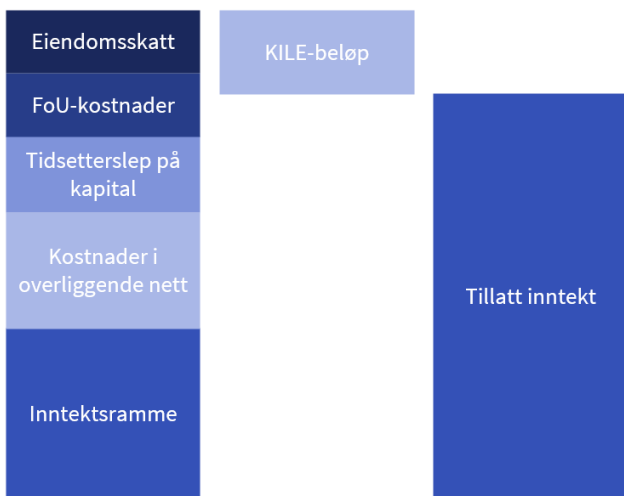 Eiendomsskatt
FoU-kostnader
Tidsetterslep på
kapital
Kostnader i
overliggende nett
Inntektsramme
KILE-beløp
Tillatt inntekt